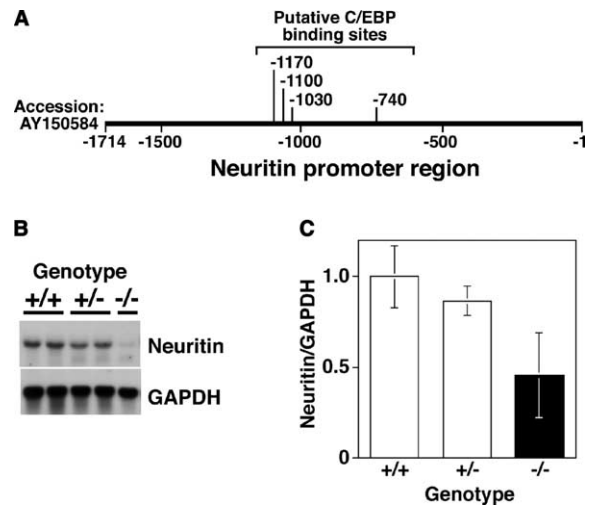 A
Putative C/EBP
binding sites
-1170
-1100
-1030
-740
Accession:
AY150584
-1714 -1500 -1000 -500 -1
Neuritin promoter region
B
Genotype
+/+ +/- -/-
Neuritin
GAPDH
C
Neuritin/GAPDH
1.0
0.5
0
+/+ +/- -/-
Genotype